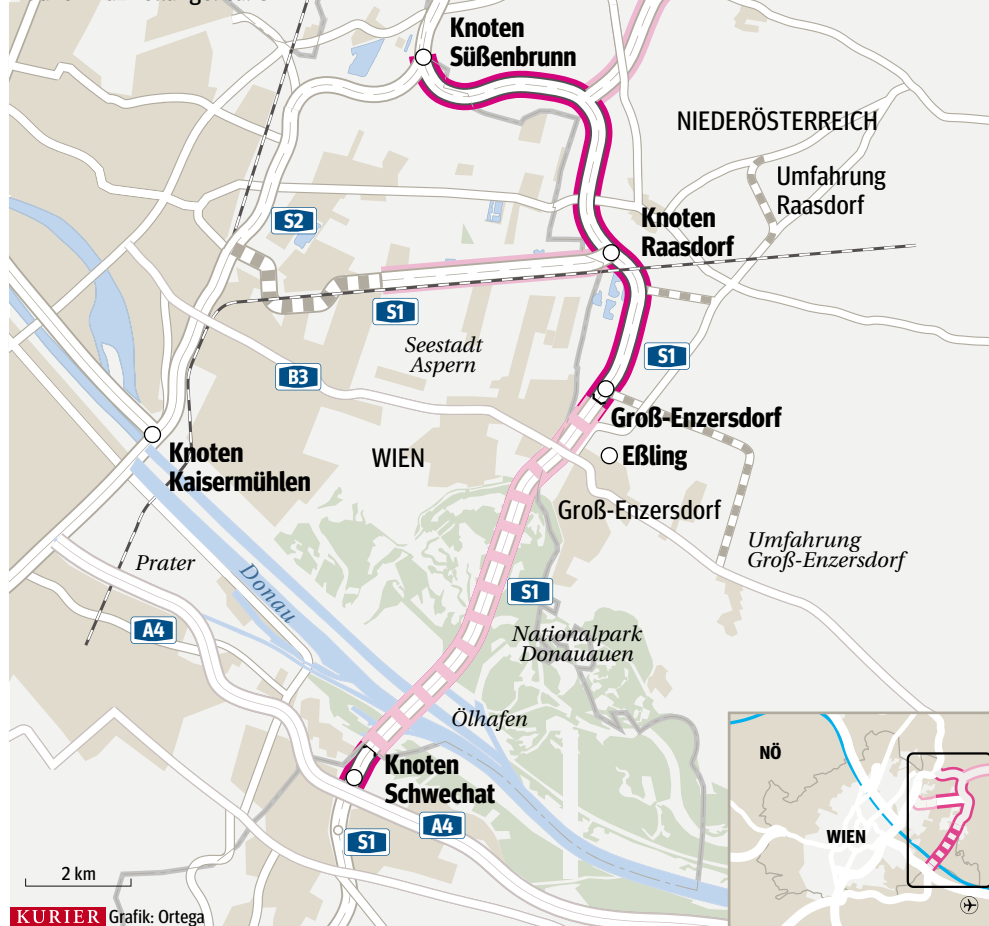 Knoten
Süßenbrunn
NIEDERÖSTERREICH
Umfahrung
Raasdorf
S2
Knoten
Raasdorf
S1
Seestadt
Aspern
S1
B3
Groß-Enzersdorf
Eßling
WIEN
Knoten
Kaisermühlen
Groß-Enzersdorf
Umfahrung
Groß-Enzersdorf
Prater
Donau
S1
A4
Nationalpark
Donauauen
Ölhafen
Knoten
Schwechat
A4
S1
NÖ
WIEN
2 km
KURIER Grafik: Ortega